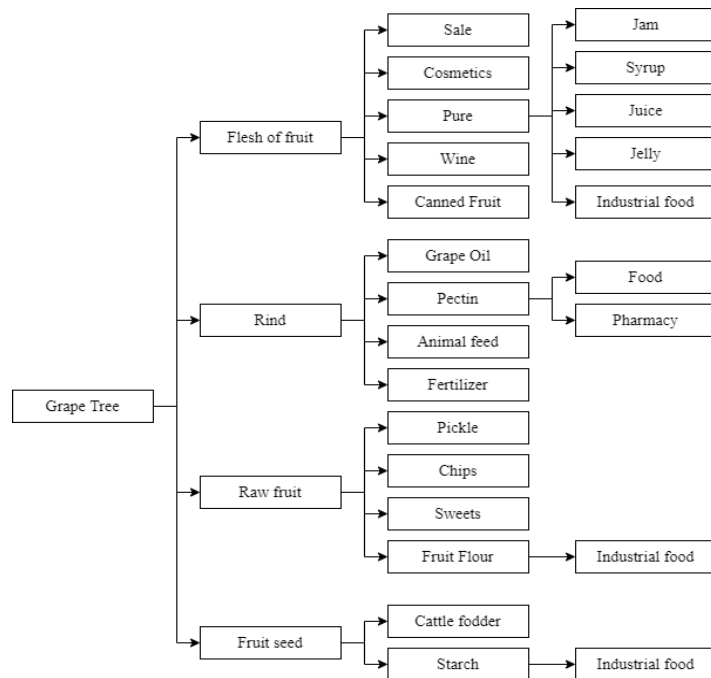 Grape Tree
Flesh of fruit
Sale
Cosmetics
Pure
Jam
Syrup
Juice
Jelly
Industrial food
Wine
Canned Fruit
Rind
Grape Oil
Pectin
Food
Pharmacy
Animal feed
Fertilizer
Raw fruit
Pickle
Chips
Sweets
Fruit Flour
Industrial food
Fruit seed
Cattle fodder
Starch
Industrial food